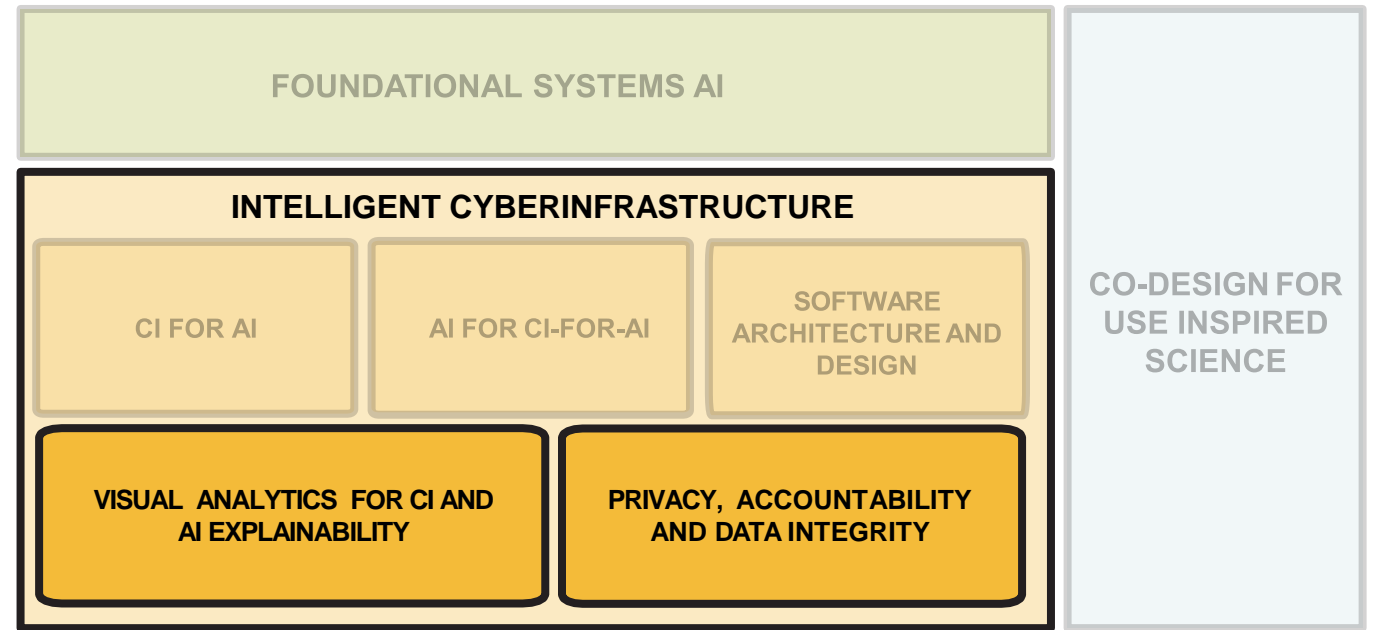 FOUNDATIONAL SYSTEMS AI
INTELLIGENT CYBERINFRASTRUCTURE
CI FOR AI
AI FOR CI-FOR-AI
SOFTWARE
ARCHITECTURE AND
DESIGN
VISUAL ANALYTICS FOR CI AND
AI EXPLAINABILITY
PRIVACY, ACCOUNTABILITY
AND DATA INTEGRITY
CO-DESIGN FOR
USE INSPIRED
SCIENCE